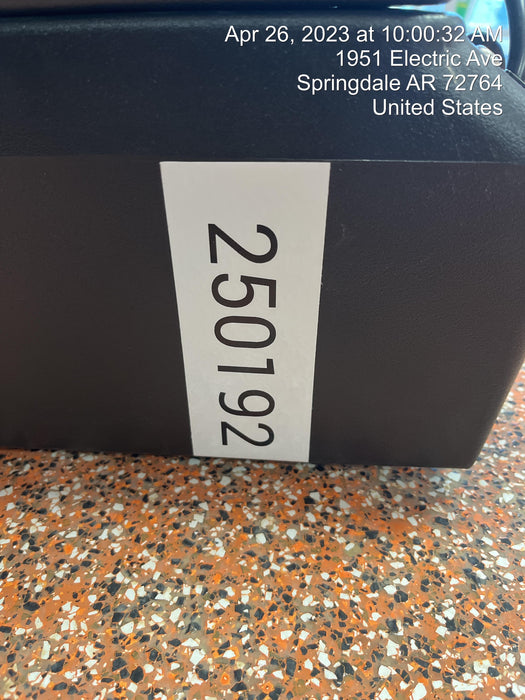 Apr 26, 2023 at 10:00:32 AM
1951 Electric Ave
Springdale AR 72764
United States
250192